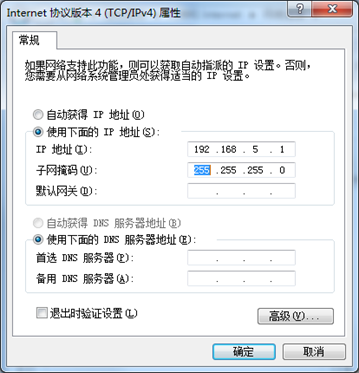 Internet 协议版本 4 (TCP/IPv4) 属性
常规
如果网络支持此功能，则可以获取自动指派的 IP 设置。否则，
您需要从网络系统管理员处获得适当的 IP 设置。
自动获得 IP 地址(O)
使用下面的 IP 地址(S):
IP 地址(I): 192 .168 . 5 . 1
子网掩码(U): 255 .255 .255 . 0
默认网关(D): . . .
自动获得 DNS 服务器地址(B)
使用下面的 DNS 服务器地址(E):
首选 DNS 服务器(P): . . .
备用 DNS 服务器(A): . . .
退出时验证设置(L)
高级(V)...
确定 取消